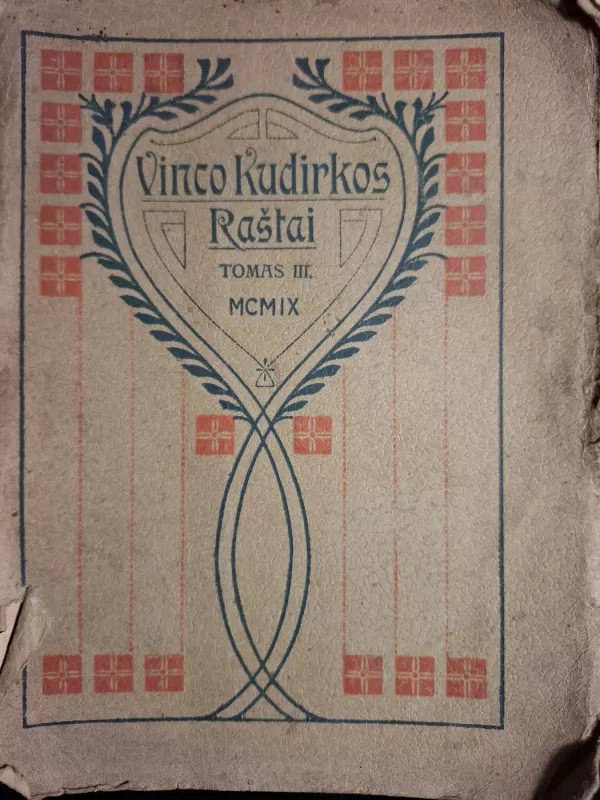 Vinco Kudirkos
Raštai
TOMAS III.
MCMIX